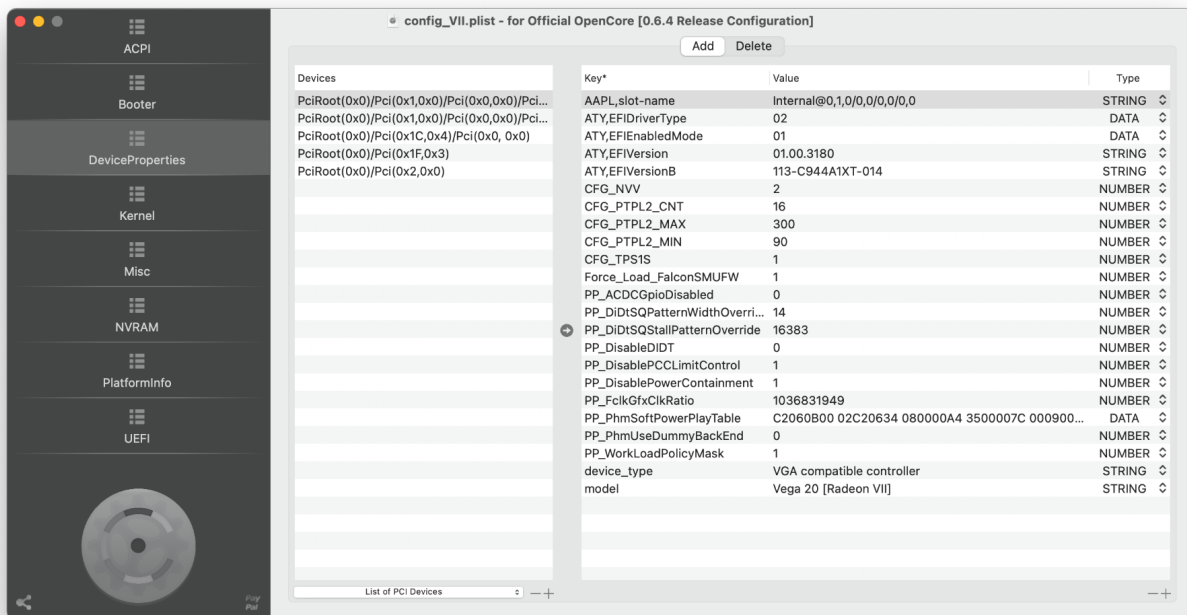 config_VII.plist - for Official OpenCore [0.6.4 Release Configuration]
ACPI
Booter
DeviceProperties
Kernel
Misc
NVRAM
PlatformInfo
UEFI
Pay
Pal
Add Delete
Devices
PciRoot(0x0)/Pci(0x1,0x0)/Pci(0x0,0x0)/Pci...
PciRoot(0x0)/Pci(0x1,0x0)/Pci(0x0,0x0)/Pci...
PciRoot(0x0)/Pci(0x1C,0x4)/Pci(0x0, 0x0)
PciRoot(0x0)/Pci(0x1F,0x3)
PciRoot(0x0)/Pci(0x2,0x0)
List of PCI Devices
Key* Value Type
AAPL,slot-name Internal@0,1,0/0,0/0,0/0,0 STRING
ATY,EFIDriverType 02 DATA
ATY,EFIEnabledMode 01 DATA
ATY,EFIVersion 01.00.3180 STRING
ATY,EFIVersionB 113-C944A1XT-014 STRING
CFG_NVV 2 NUMBER
CFG_PTPL2_CNT 16 NUMBER
CFG_PTPL2_MAX 300 NUMBER
CFG_PTPL2_MIN 90 NUMBER
CFG_TPS1S 1 NUMBER
Force_Load_FalconSMUFW 1 NUMBER
PP_ACDCGpioDisabled 0 NUMBER
PP_DiDtSQPatternWidthOverri... 14 NUMBER
PP_DiDtSQStallPatternOverride 16383 NUMBER
PP_DisableDIDT 0 NUMBER
PP_DisablePCCLimitControl 1 NUMBER
PP_DisablePowerContainment 1 NUMBER
PP_FclkGfxClkRatio 1036831949 NUMBER
PP_PhmSoftPowerPlayTable C2060B00 02C20634 080000A4 3500007C 000900... DATA
PP_PhmUseDummyBackEnd 0 NUMBER
PP_WorkLoadPolicyMask 1 NUMBER
device_type VGA compatible controller STRING
model Vega 20 [Radeon VII] STRING